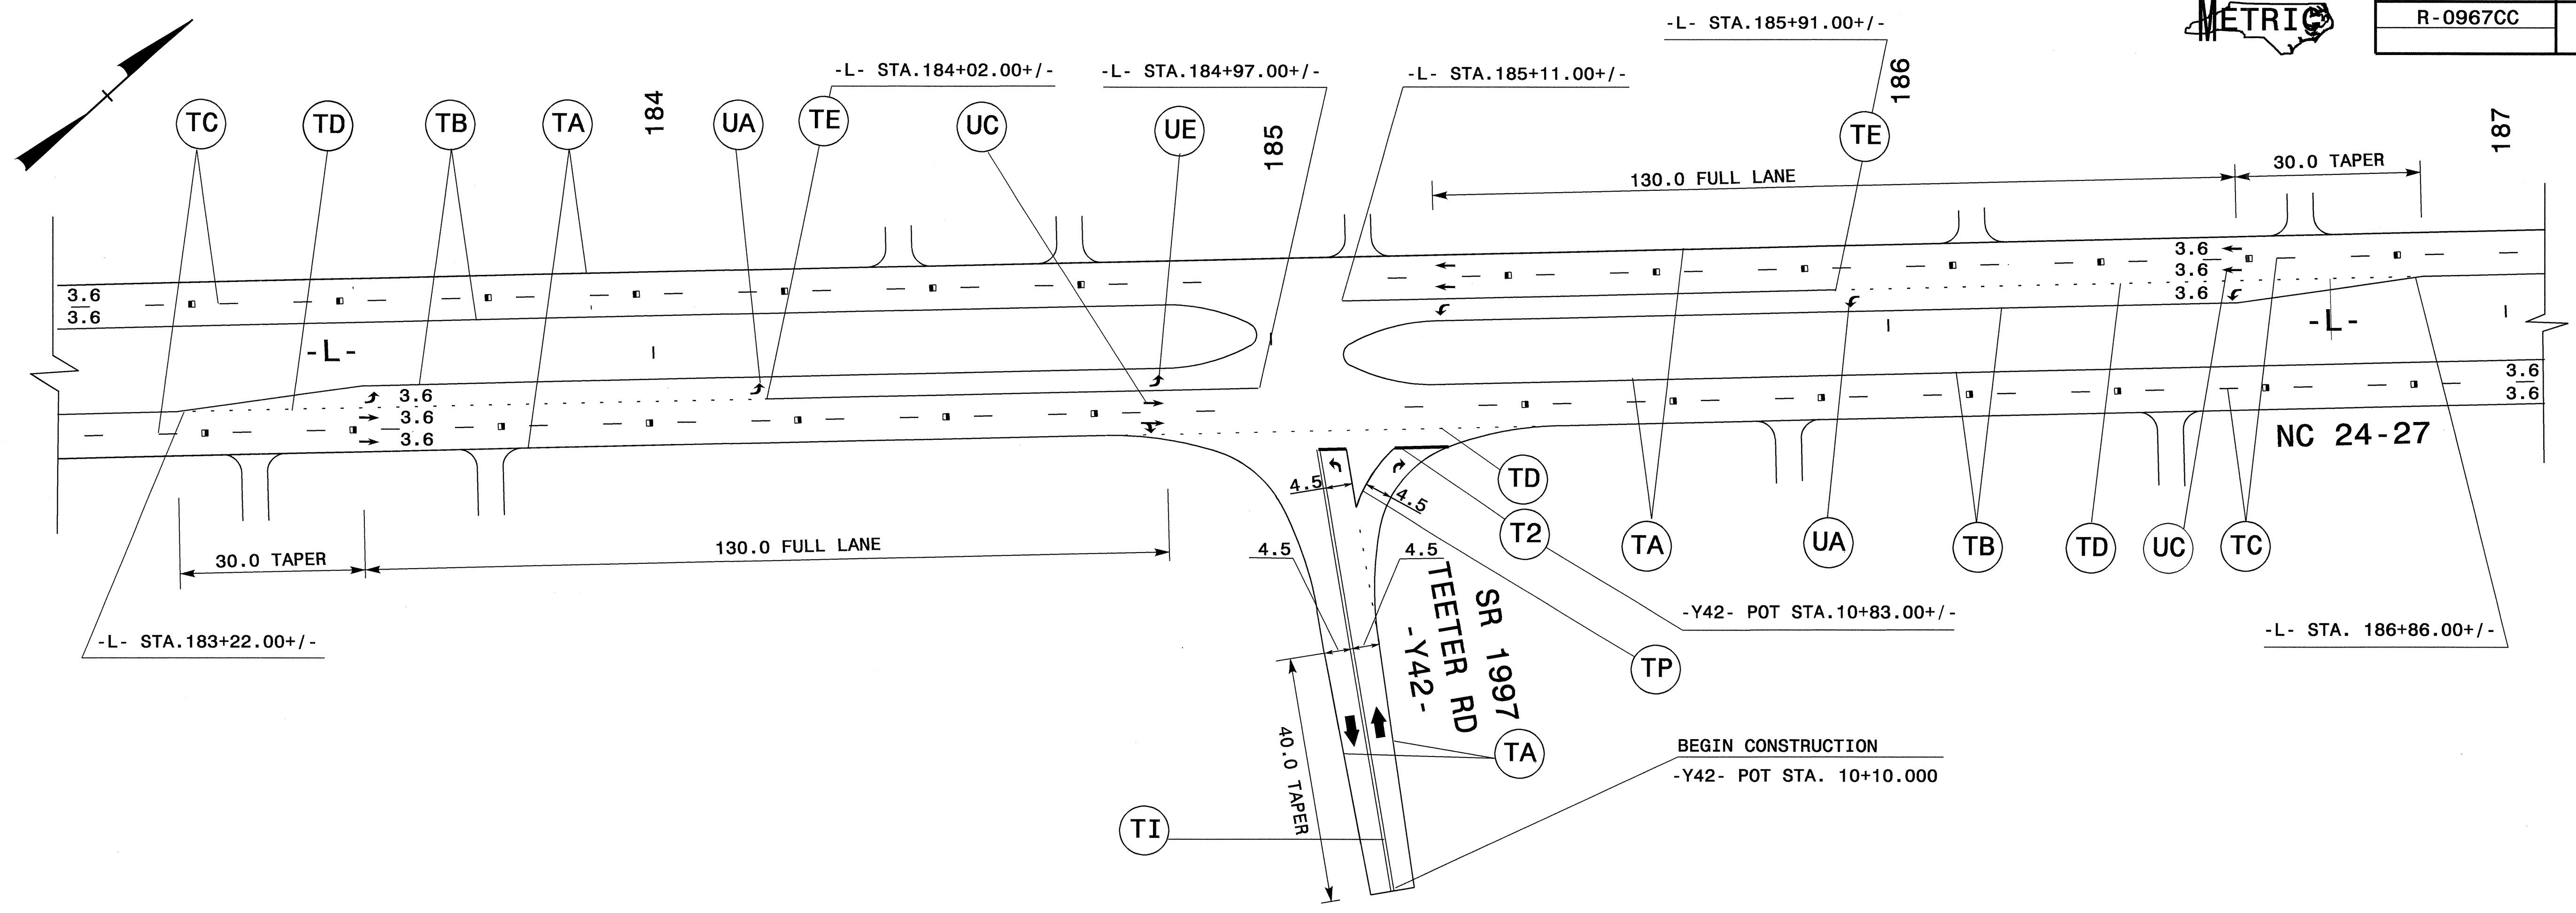 METRIC
R-0967CC
-L- STA.185+91.00+/-
-L- STA.184+02.00+/-
-L- STA.184+97.00+/-
-L- STA.185+11.00+/-
TC
TD
TB
TA
184
UA
TE
UC
UE
185
TE
186
187
130.0 FULL LANE
30.0 TAPER
3.6
3.6
3.6
3.6
3.6
-L-
-L-
3.6
3.6
3.6
3.6
3.6
NC 24-27
4.5
4.5
TD
T2
TA
UA
TB
TD
UC
TC
30.0 TAPER
130.0 FULL LANE
4.5
4.5
-L- STA.183+22.00+/-
SR 1997
TEETER RD
-Y42-
-Y42- POT STA.10+83.00+/-
-L- STA. 186+86.00+/-
TP
40.0 TAPER
TA
BEGIN CONSTRUCTION
-Y42- POT STA. 10+10.000
TI